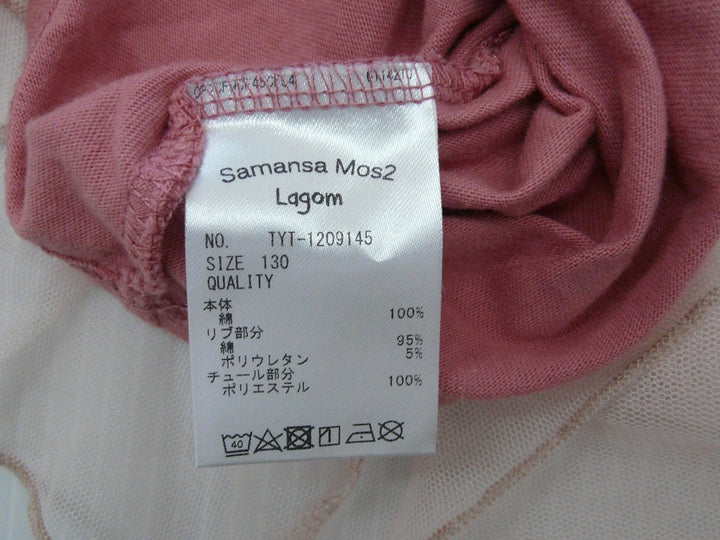 Samansa Mos2
Lagom
NO. TYT-1209145
SIZE 130
QUALITY
本体
綿 100%
リブ部分
綿 95%
ポリウレタン 5%
チュール部分
ポリエステル 100%
40